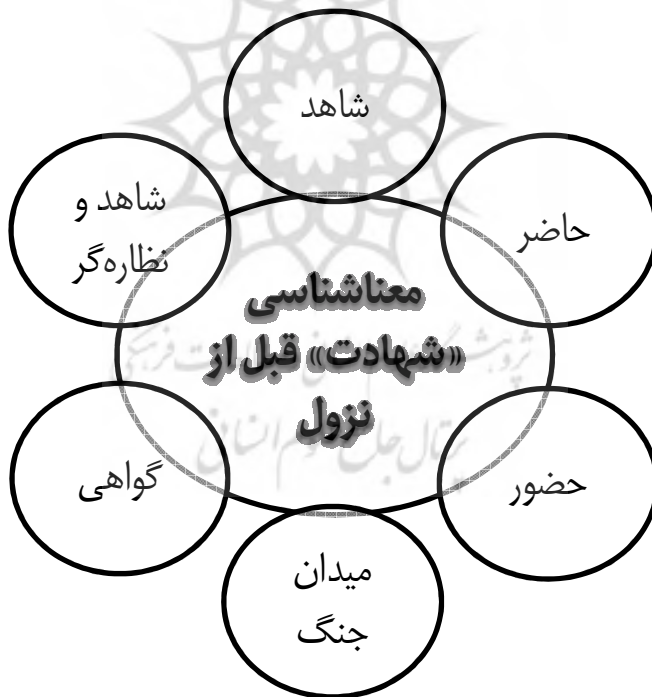 شاهد
حاضر
شاهد و
نظاره‌گر
معناشناسی
«شهادت» قبل از
نزول
حضور
گواهی
میدان
جنگ